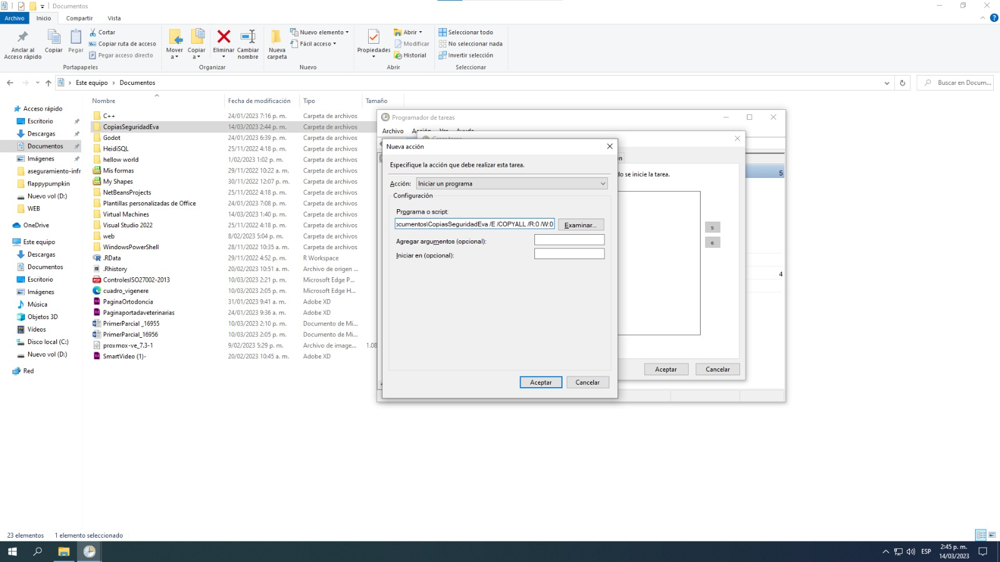 Documentos
Archivo Inicio Compartir Vista
Anclar al
Acceso rápido
Copiar
Pegar
Cortar
Copiar ruta de acceso
Pegar acceso directo
Portapapeles
Mover
a
Copiar
a
Eliminar
Cambiar
nombre
Organizar
Nueva
carpeta
Nuevo elemento
Fácil acceso
Nuevo
Propiedades
Abrir
Modificar
Historial
Abrir
Seleccionar todo
No seleccionar nada
Invertir selección
Seleccionar
Este equipo > Documentos
Buscar en Docum...
Nombre Fecha de modificación Tipo Tamaño
Acceso rápido
Escritorio
Descargas
Documentos
Imágenes
aseguramiento-infr
flappypumpkin
Nuevo vol (D:)
WEB
OneDrive
Este equipo
Descargas
Documentos
Escritorio
Imágenes
Música
Objetos 3D
Vídeos
Disco local (C:)
Nuevo vol (D:)
Red
C++ 24/01/2023 7:16 p. m. Carpeta de archivos
CopiasSeguridadEva 14/03/2023 2:44 p. m. Carpeta de archivos
Godot 24/01/2023 6:39 p. m. Carpeta de archivos
HeidiSQL 25/11/2022 4:18 p. m. Carpeta de archivos
hellow world 1/02/2023 1:02 p. m. Carpeta de archivos
Mis formas 29/11/2022 10:22 a. m. Carpeta de archivos
My Shapes 30/11/2022 12:07 p. m. Carpeta de archivos
NetBeansProjects 25/11/2022 4:18 p. m. Carpeta de archivos
Plantillas personalizadas de Office 24/01/2023 7:08 p. m. Carpeta de archivos
Virtual Machines 14/03/2023 1:40 p. m. Carpeta de archivos
Visual Studio 2022 25/11/2022 4:18 p. m. Carpeta de archivos
web 8/02/2023 5:04 p. m. Carpeta de archivos
WindowsPowerShell 28/11/2022 10:35 a. m. Carpeta de archivos
.RData 29/11/2022 4:52 p. m. R Workspace
.Rhistory 20/02/2023 10:51 a. m. Archivo de origen ...
ControlesISO27002-2013 10/03/2023 2:21 p. m. Microsoft Edge P...
cuadro_vigenere 10/03/2023 2:05 p. m. Microsoft Edge H...
PaginaOrtodoncia 31/01/2023 9:41 a. m. Adobe XD
Paginaportadaveterinarias 24/01/2023 9:36 a. m. Adobe XD
PrimerParcial _16955 10/03/2023 2:10 p. m. Documento de Mi...
PrimerParcial_16956 10/03/2023 2:05 p. m. Documento de Mi...
proxmox-ve_7.3-1 9/02/2023 5:29 p. m. Archivo de image... 1.08
SmartVideo (1)- 20/02/2023 10:45 a. m. Adobe XD
Programador de tareas
Archivo Acción Ver Ayuda
Crear tarea
n
do se inicie la tarea.
5
6
5
4
Aceptar Cancelar
Nueva acción
Especifique la acción que debe realizar esta tarea.
Acción: Iniciar un programa
Configuración
Programa o script:
ocumentos\CopiasSeguridadEva /E /COPYALL /R:0 /W:0 Examinar...
Agregar argumentos (opcional):
Iniciar en (opcional):
Aceptar Cancelar
23 elementos 1 elemento seleccionado
ESP
2:45 p. m.
14/03/2023